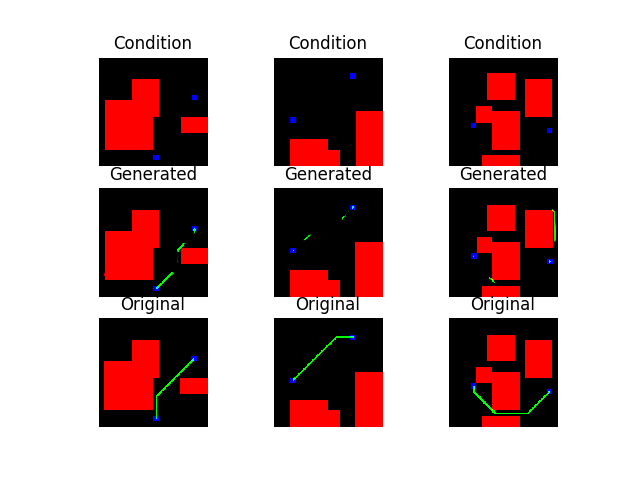 Condition
Condition
Condition
Generated
Generated
Generated
Original
Original
Original